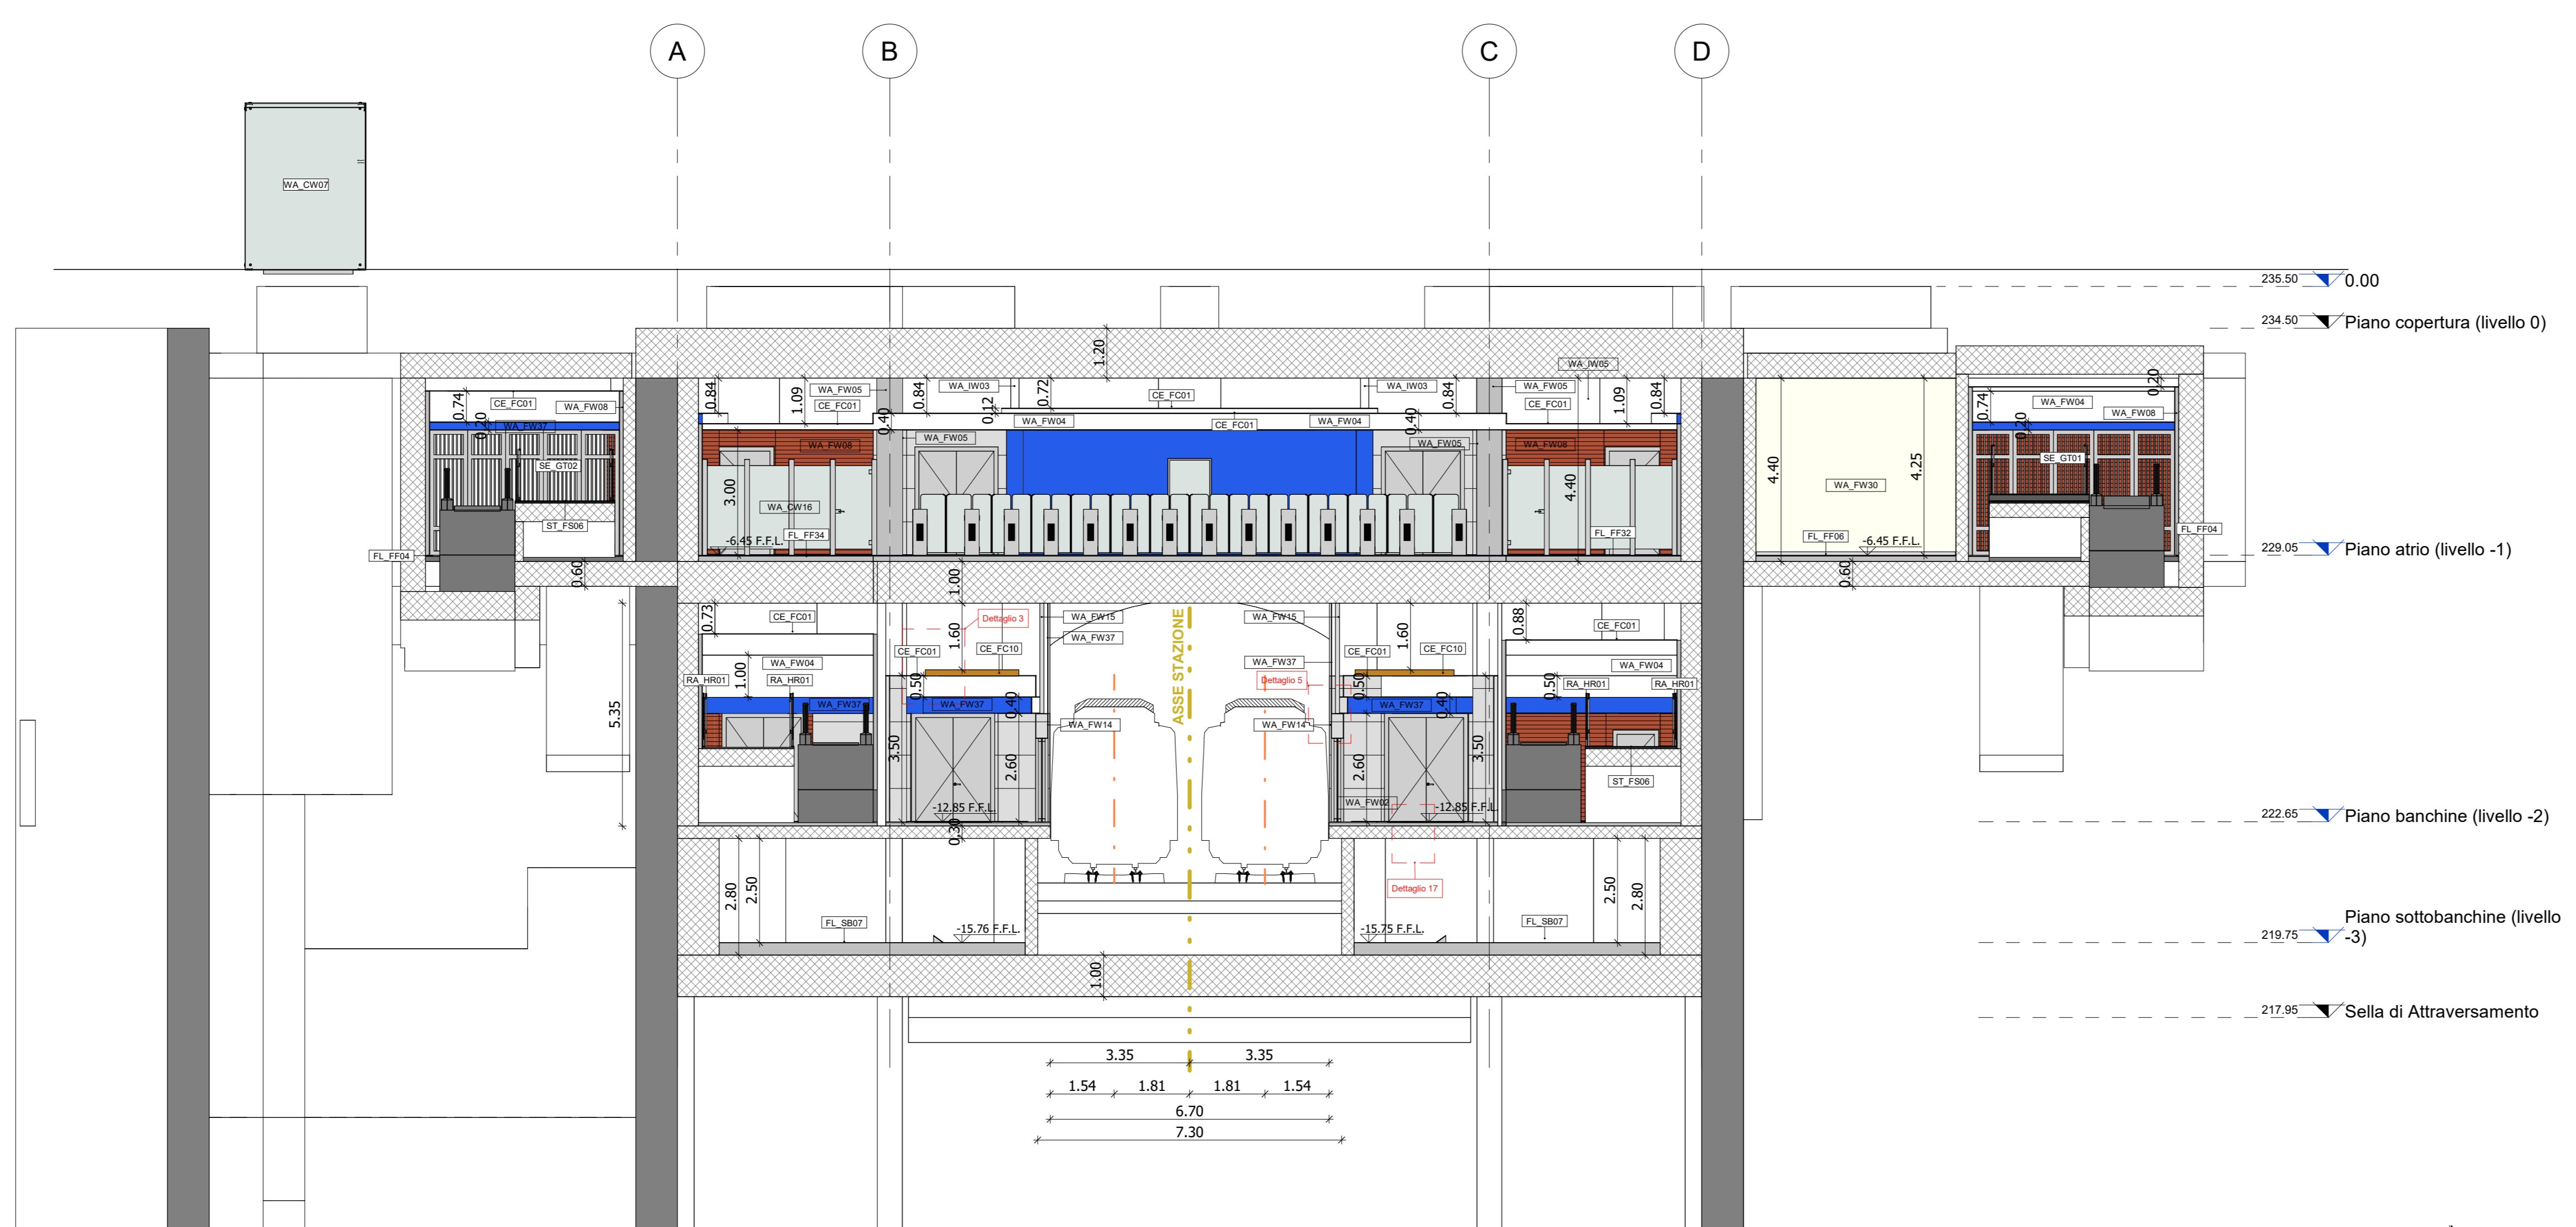 A
B
C
D
WA_CW07
235.50
0.00
234.50
Piano copertura (livello 0)
1.20
WA_IW05
0.84
1.09
WA_FW05
0.84
WA_IW03
0.72
CE_FC01
WA_IW03
0.84
WA_FW05
1.09
0.84
0.20
0.74
CE_FC01
WA_FW08
CE_FC01
0.40
0.12
WA_FW04
CE_FC01
WA_FW04
0.40
CE_FC01
0.74
WA_FW04
WA_FW08
0.20
WA_FW37
WA_FW08
WA_FW05
WA_FW05
WA_FW08
0.20
SE_GT02
SE_GT01
3.00
WA_CW16
4.40
4.40
WA_FW30
4.25
ST_FS06
FL_FF34
FL_FF32
FL_FF06
FL_FF04
-6.45 F.F.L.
-6.45 F.F.L.
FL_FF04
229.05
Piano atrio (livello -1)
0.60
1.00
0.60
0.73
CE_FC01
Dettaglio 3
WA_FW15
ASSE STAZIONE
WA_FW15
0.88
CE_FC01
1.60
WA_FW37
1.60
CE_FC01
CE_FC10
CE_FC01
CE_FC10
1.00
WA_FW04
WA_FW37
WA_FW04
RA_HR01
RA_HR01
0.50
Dettaglio 5
0.50
0.50
RA_HR01
RA_HR01
5.35
WA_FW37
WA_FW37
0.40
WA_FW37
0.40
WA_FW14
WA_FW14
3.50
2.60
2.60
3.50
ST_FS06
WA_FW02
-12.85 F.F.L.
-12.85 F.F.L.
222.65
Piano banchine (livello -2)
0.30
2.80
2.50
Dettaglio 17
2.50
2.80
FL_SB07
-15.76 F.F.L.
-15.75 F.F.L.
FL_SB07
219.75
Piano sottobanchine (livello
-3)
1.00
217.95
Sella di Attraversamento
3.35
3.35
1.54
1.81
1.81
1.54
6.70
7.30